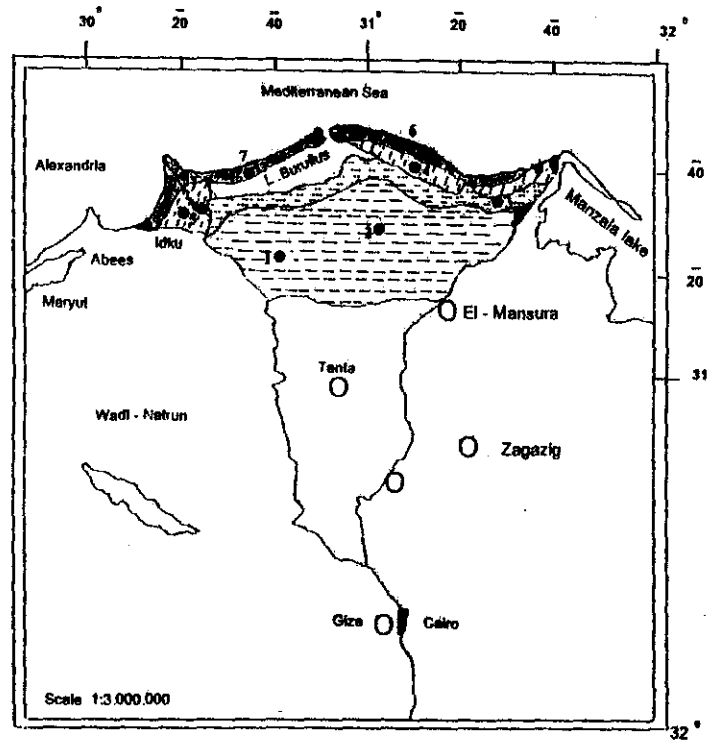 30° 20 40 31° 20 40 32°
Mediterranean Sea
6
7
Alexandria
L. Burullus
40
4
Manzala lake
Idku
Abees
1
20
Maryut
El - Mansura
Tanta
31
Wadi - Natrun
Zagazig
Giza
Cairo
Scale 1:3.000.000
32°